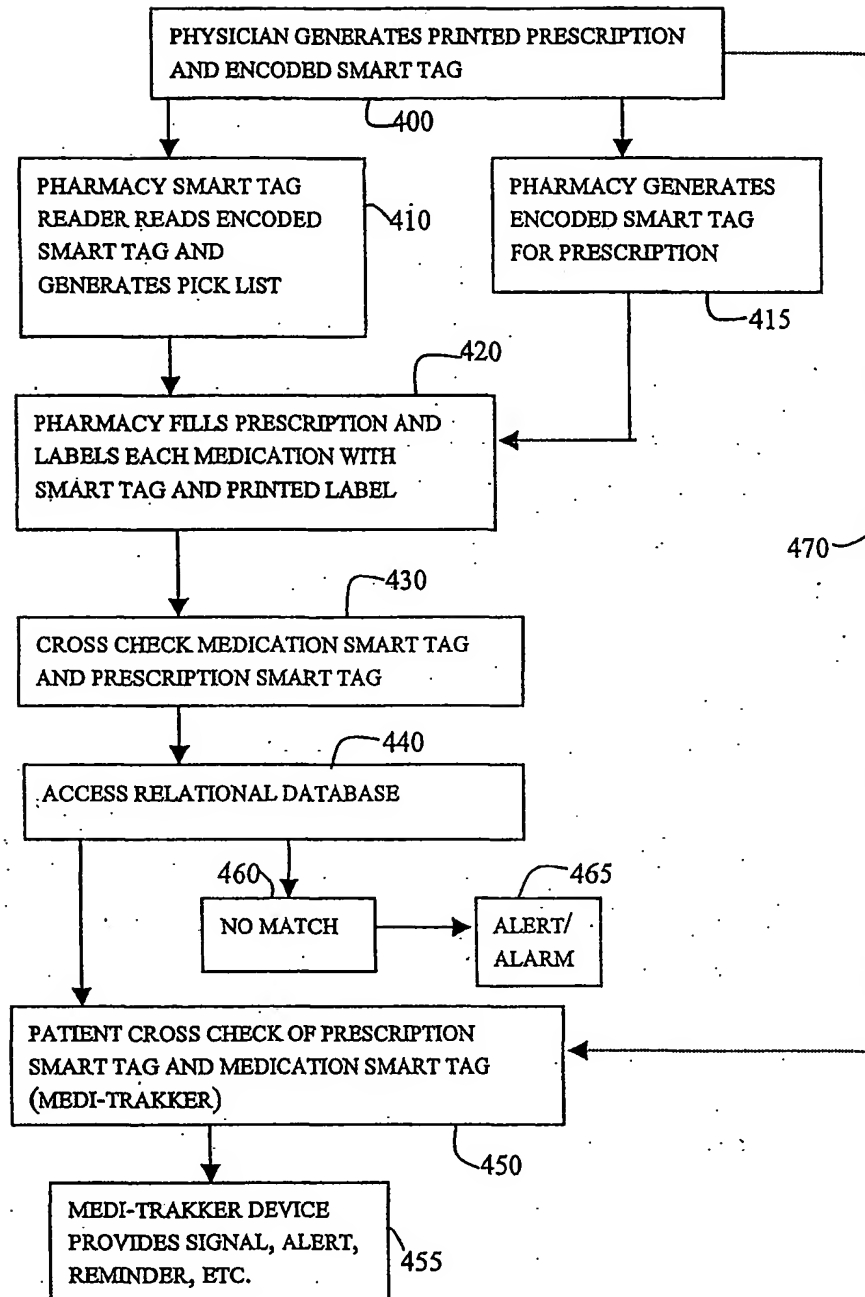 PHYSICIAN GENERATES PRINTED PRESCRIPTION
AND ENCODED SMART TAG
400
PHARMACY SMART TAG
READER READS ENCODED
SMART TAG AND
GENERATES PICK LIST
410
PHARMACY GENERATES
ENCODED SMART TAG
FOR PRESCRIPTION
415
420
PHARMACY FILLS PRESCRIPTION AND
LABELS EACH MEDICATION WITH
SMART TAG AND PRINTED LABEL
470
430
CROSS CHECK MEDICATION SMART TAG
AND PRESCRIPTION SMART TAG
440
ACCESS RELATIONAL DATABASE
460
NO MATCH
465
ALERT/
ALARM
PATIENT CROSS CHECK OF PRESCRIPTION
SMART TAG AND MEDICATION SMART TAG
(MEDI-TRAKKER)
450
MEDI-TRAKKER DEVICE
PROVIDES SIGNAL, ALERT,
REMINDER, ETC.
455